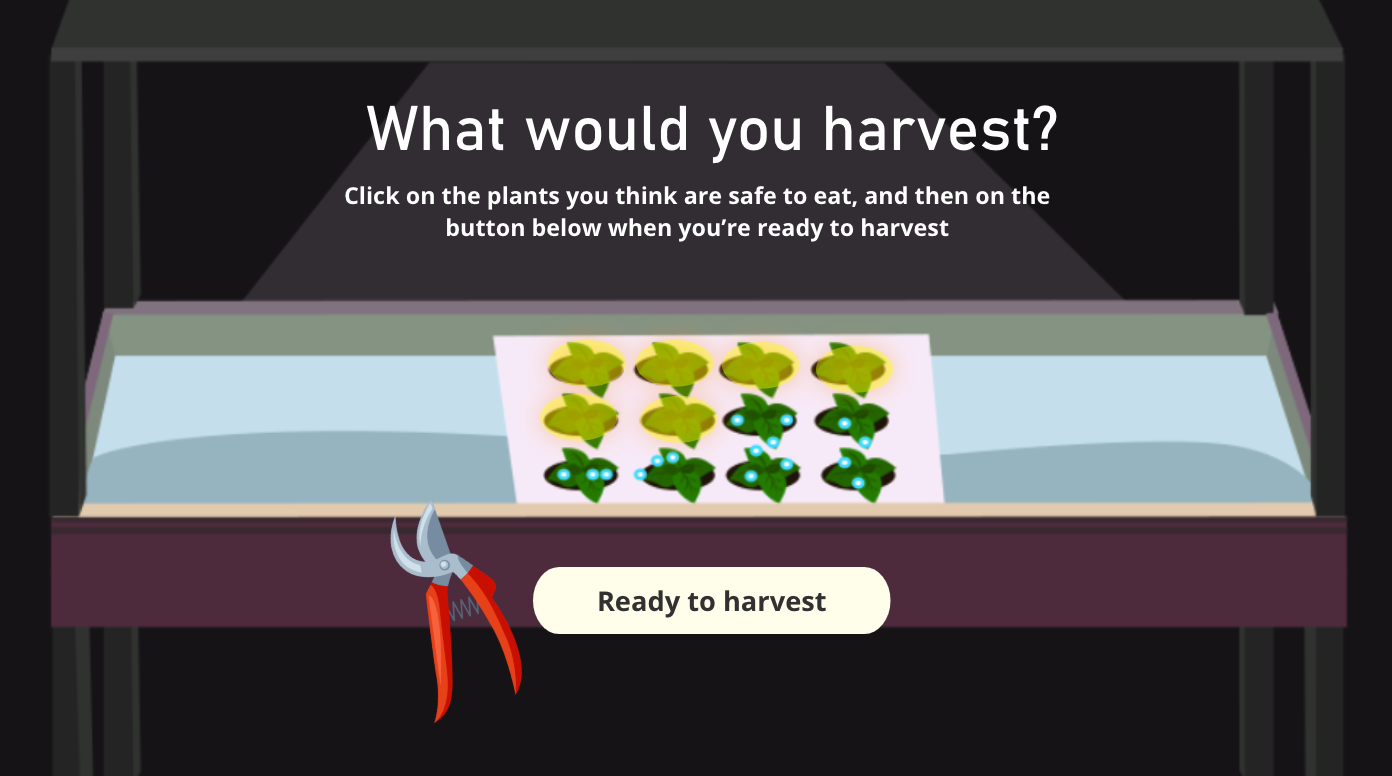 What would you harvest?
Click on the plants you think are safe to eat, and then on the
button below when you’re ready to harvest
Ready to harvest